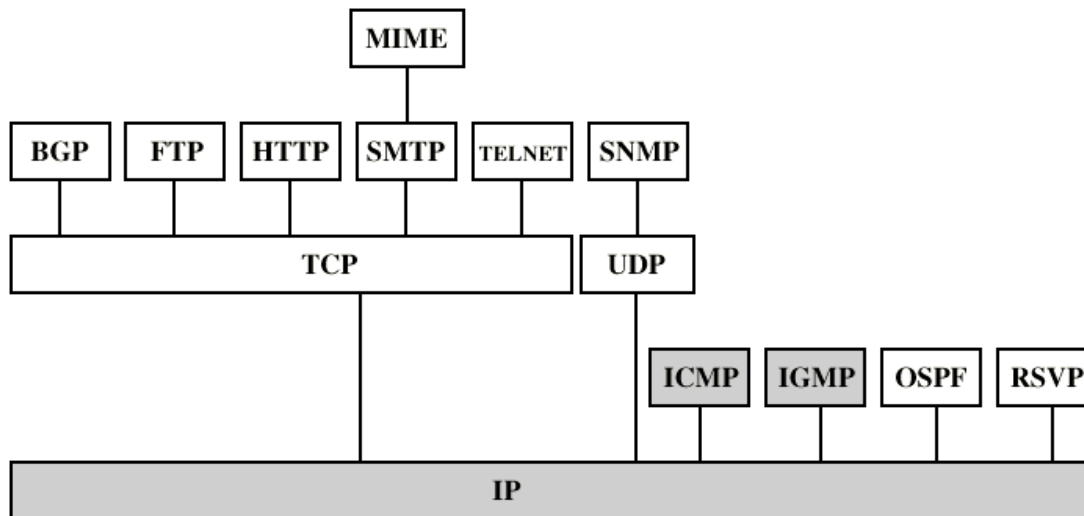 MIME
BGP FTP HTTP SMTP TELNET SNMP
TCP UDP
ICMP IGMP OSPF RSVP
IP